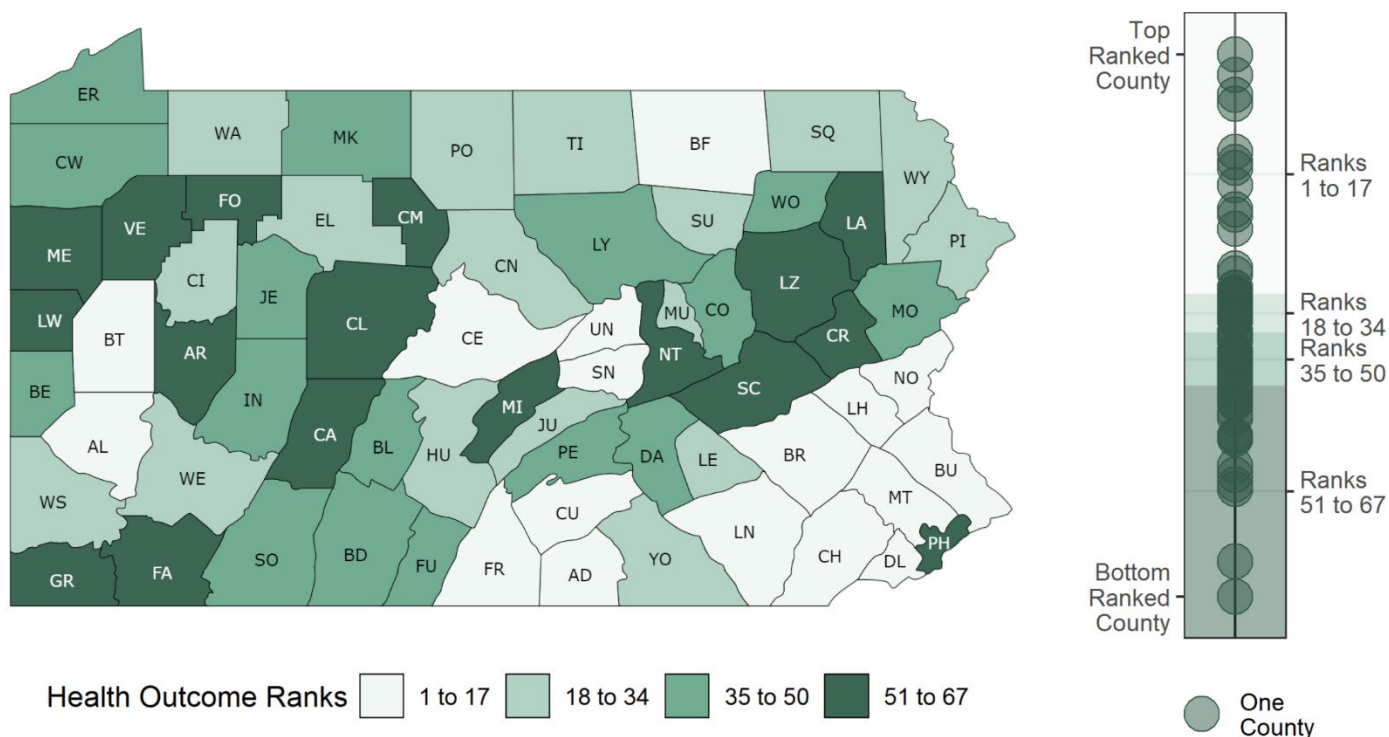 ER
WA
MK
PO
TI
BF
SQ
CW
WY
FO
VE
EL
CM
SU
WO
LA
ME
LY
PI
CN
CI
JE
LZ
MO
LW
BT
CL
CE
UN
MU
CO
CR
AR
SN
NT
BE
IN
MI
SC
NO
AL
CA
BL
HU
JU
PE
DA
LE
LH
BR
WS
WE
BU
MT
CU
LN
PH
GR
FA
SO
BD
FU
FR
AD
YO
CH
DL
Top
Ranked
County
Ranks
1 to 17
Ranks
18 to 34
Ranks
35 to 50
Ranks
51 to 67
Bottom
Ranked
County
Health Outcome Ranks 1 to 17 18 to 34 35 to 50 51 to 67
One
County